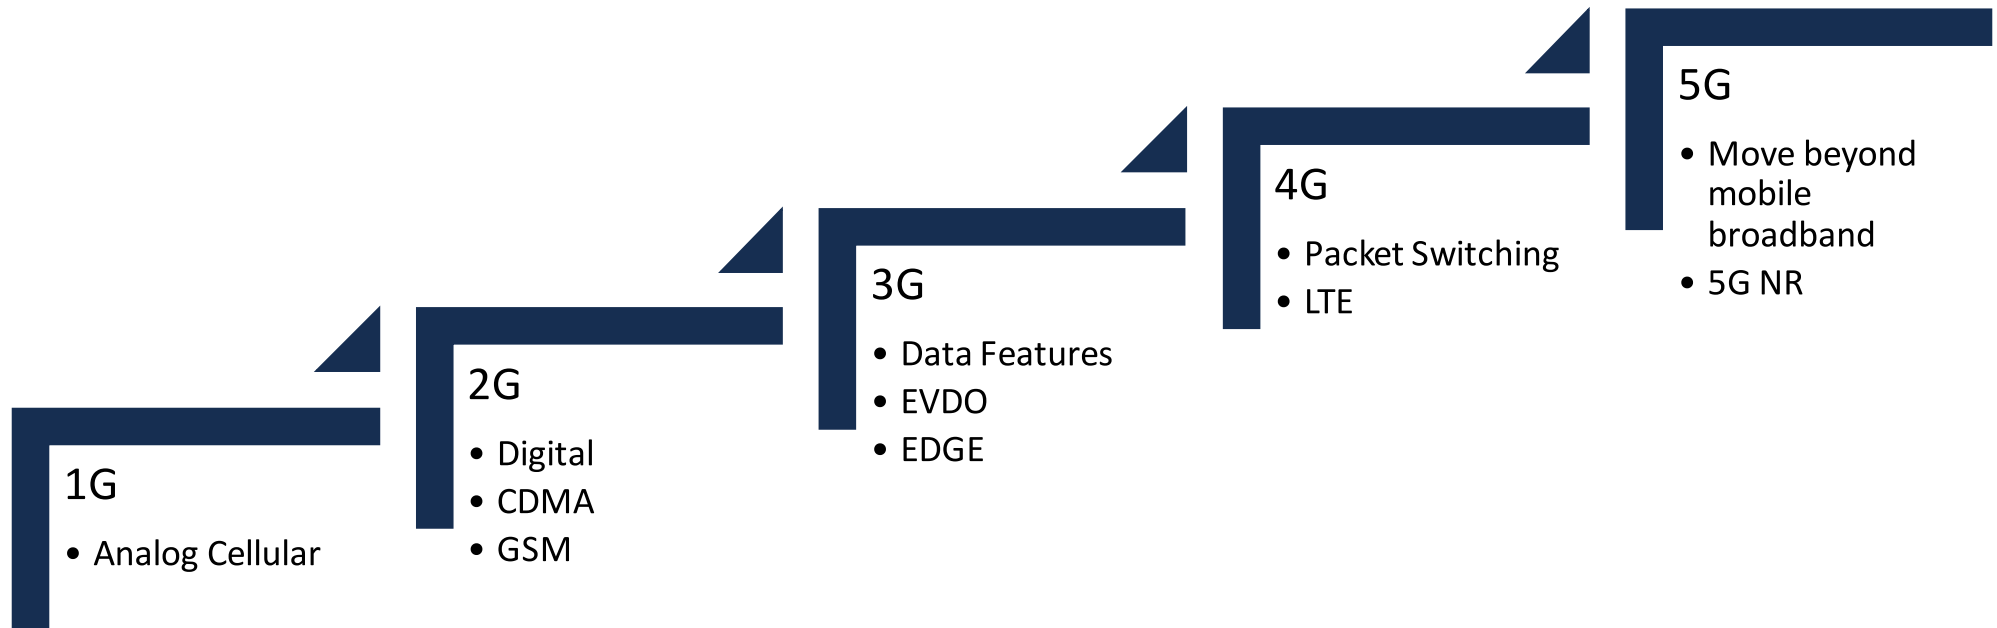 1G
• Analog Cellular
2G
• Digital
• CDMA
• GSM
3G
• Data Features
• EVDO
• EDGE
4G
• Packet Switching
• LTE
5G
• Move beyond
mobile
broadband
• 5G NR